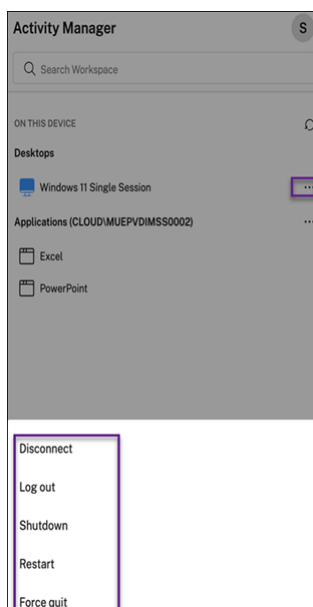 Activity Manager
S
Search Workspace
ON THIS DEVICE
Desktops
Windows 11 Single Session
...
Applications (CLOUD\MUEPVDIMSS0002)
...
Excel
PowerPoint
Disconnect
Log out
Shutdown
Restart
Force quit